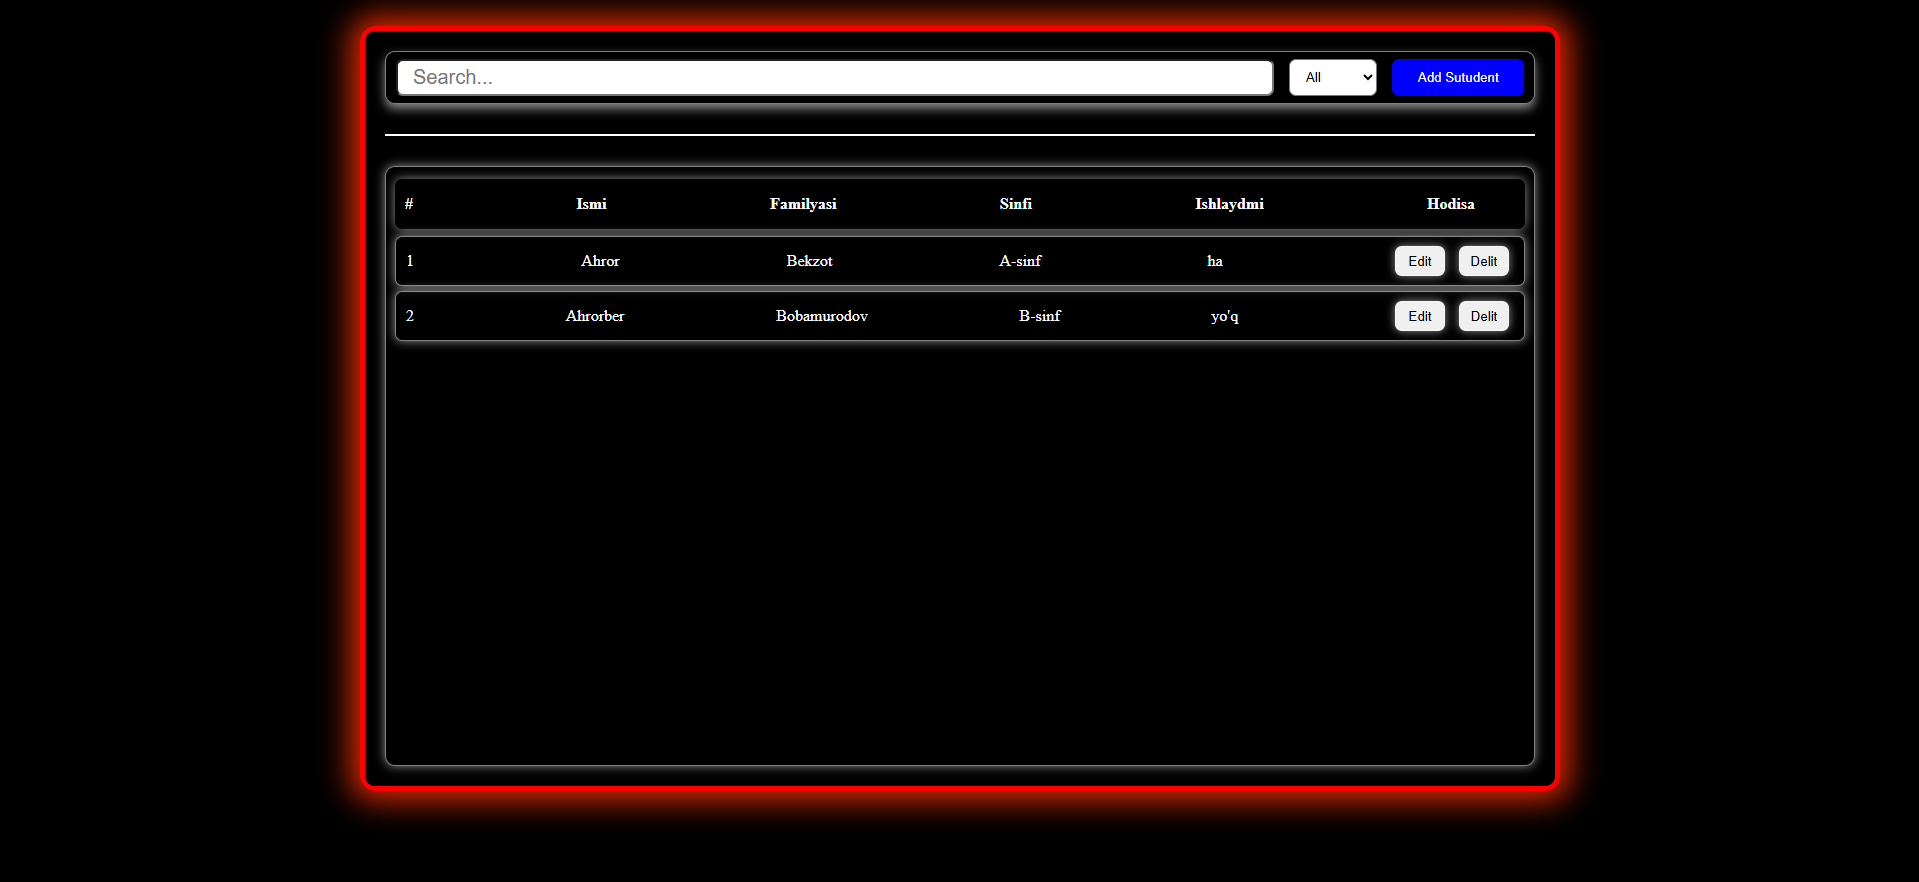 Search... All Add Sutudent
# Ismi Familyasi Sinfi Ishlaydmi Hodisa
1 Ahror Bekzot A-sinf ha Edit Delit
2 Ahrorber Bobamurodov B-sinf yo'q Edit Delit